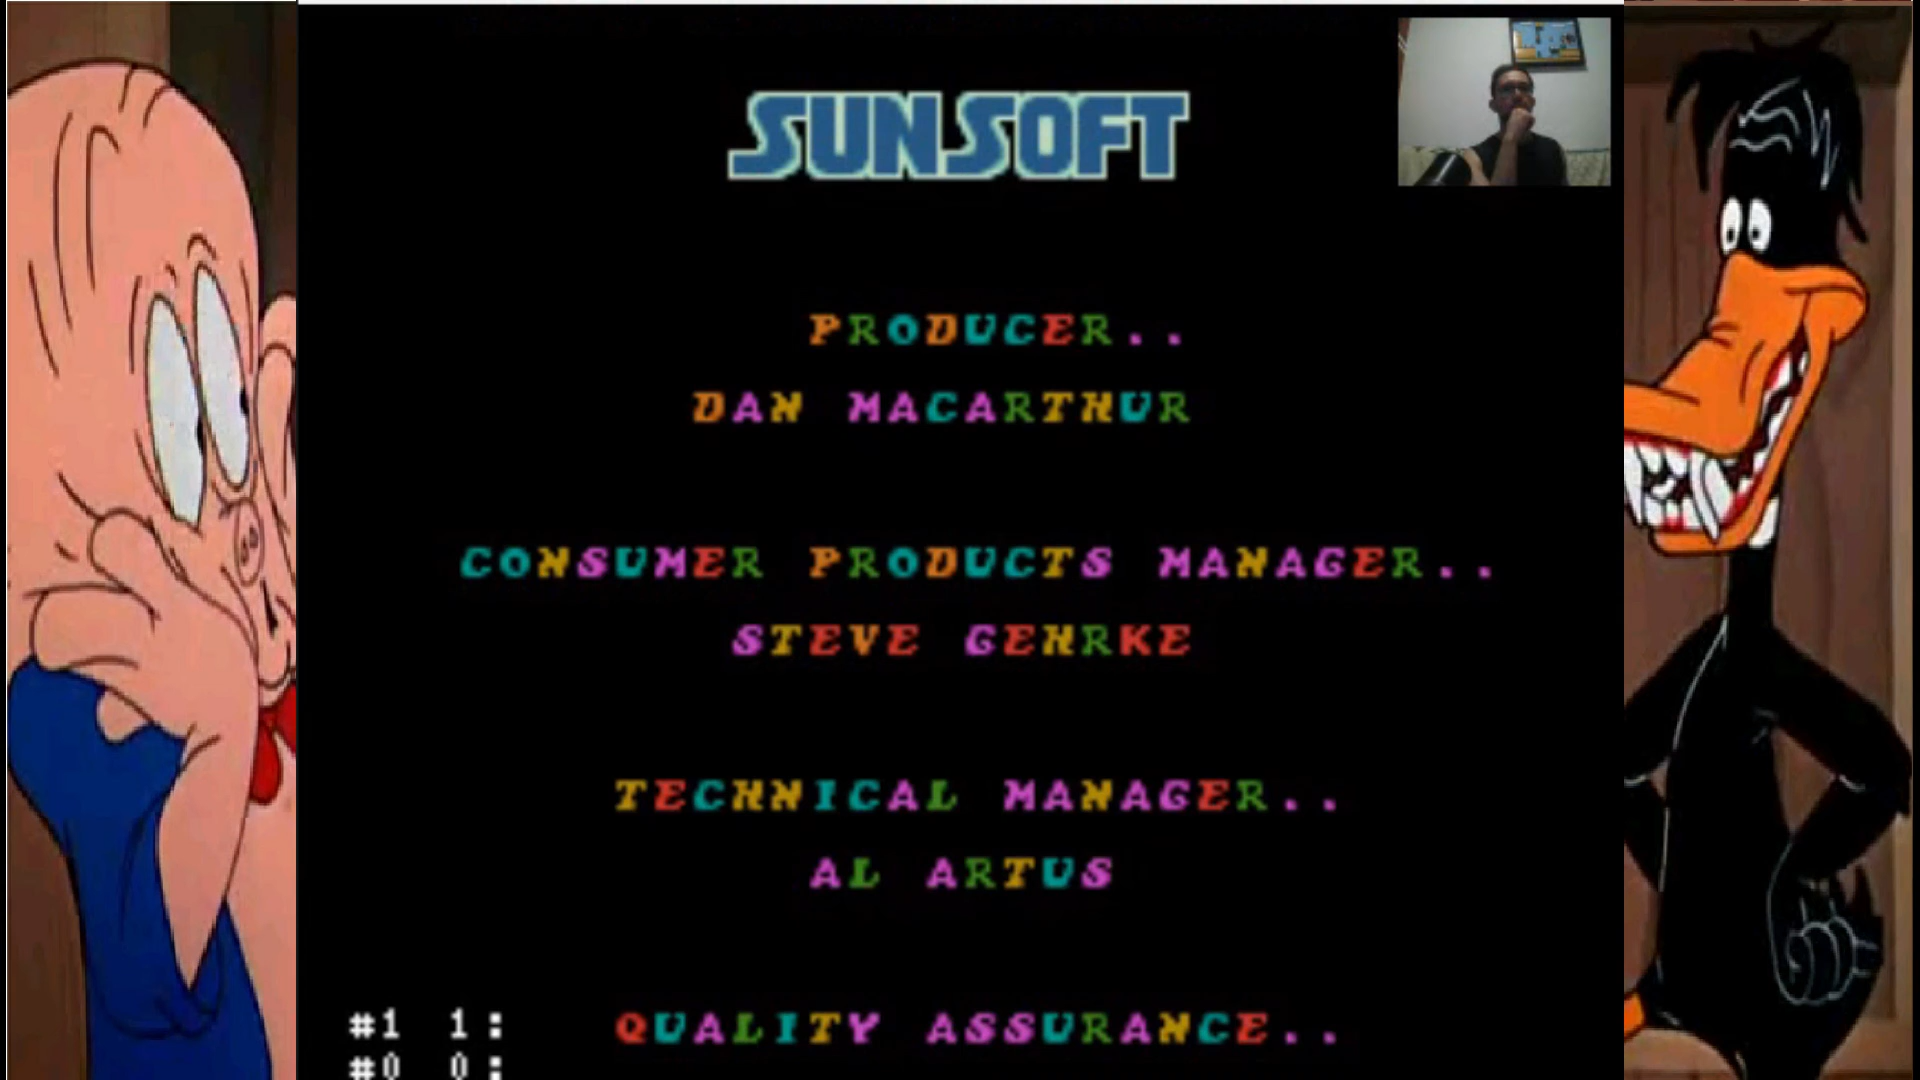 SUNSOFT
PRODUCER..
DAN MACARTHUR
CONSUMER PRODUCTS MANAGER..
STEVE GEHRKE
TECHNICAL MANAGER..
AL ARTUS
QUALITY ASSURANCE..
#1 1:
#0 0: